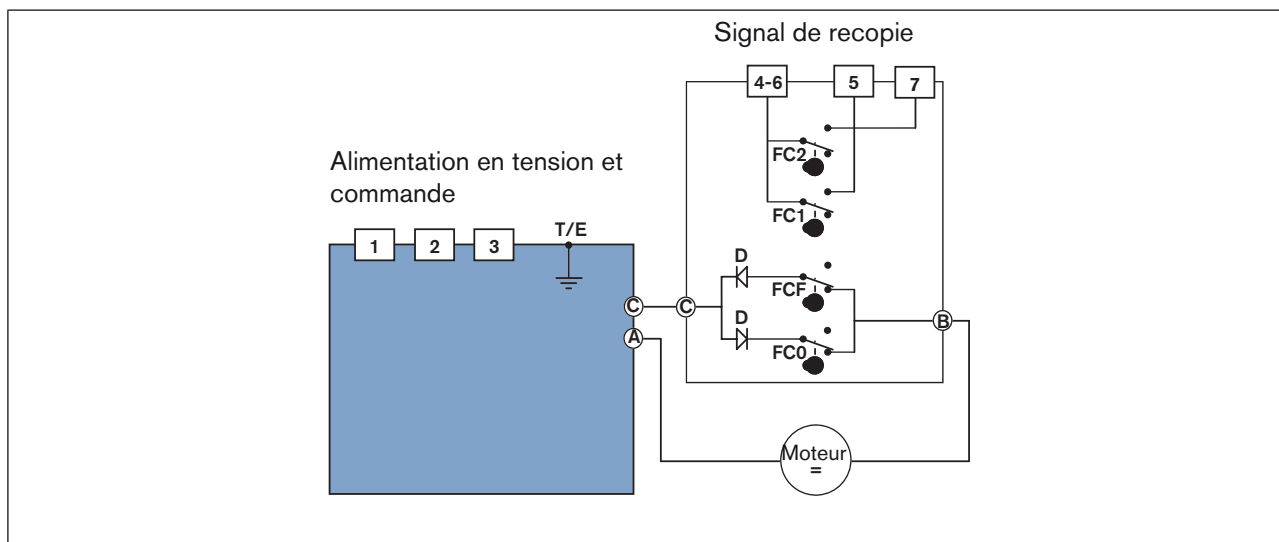 Signal de recopie
4-6 5 7
FC2
Alimentation en tension et
commande
FC1
1 2 3 T/E
D
FCF
C C
B
D
A
FC0
Moteur
=